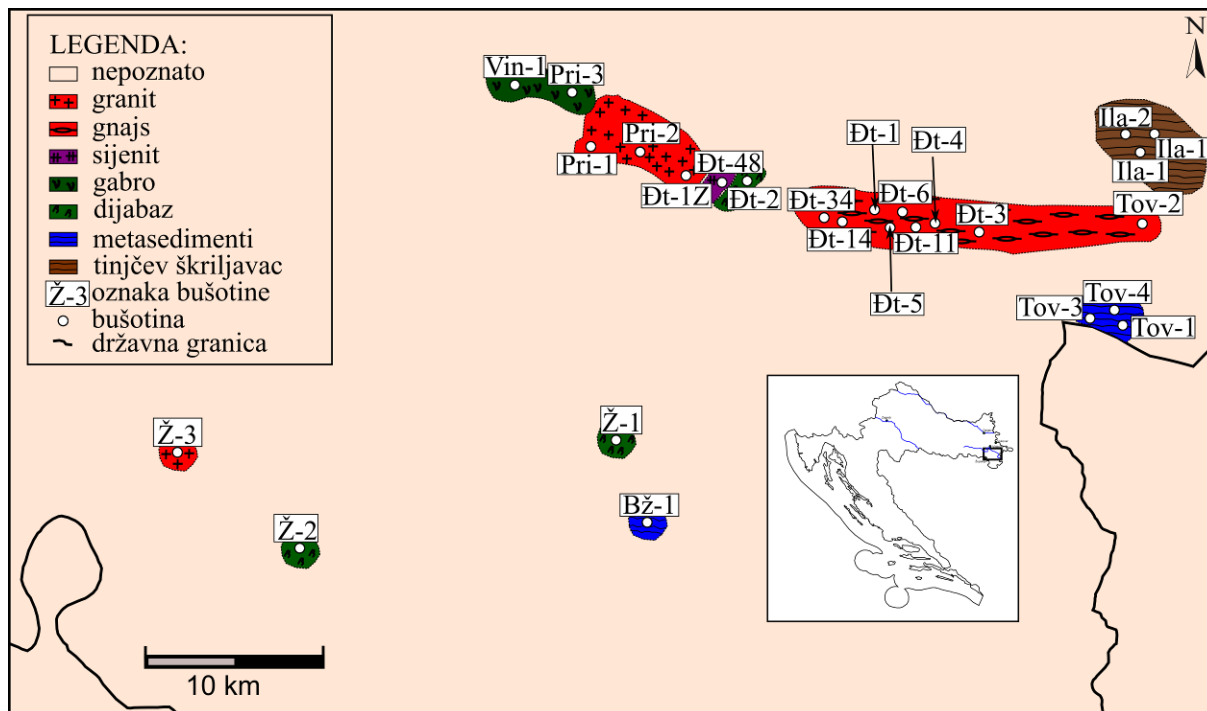 LEGENDA:
nepoznato
granit
gnajs
sijenit
gabro
dijabaz
metasedimenti
tinjčev škriljavac
Ž-3 oznaka bušotine
bušotina
državna granica
N
Vin-1
Pri-3
Pri-2
Pri-1
Đt-48
Đt-1Z
Đt-2
Đt-1
Đt-4
Đt-34
Đt-6
Đt-3
Đt-14
Đt-11
Đt-5
Tov-2
Ila-2
Ila-1
Ila-1
Tov-4
Tov-3
Tov-1
Ž-3
Ž-1
Bž-1
Ž-2
10 km